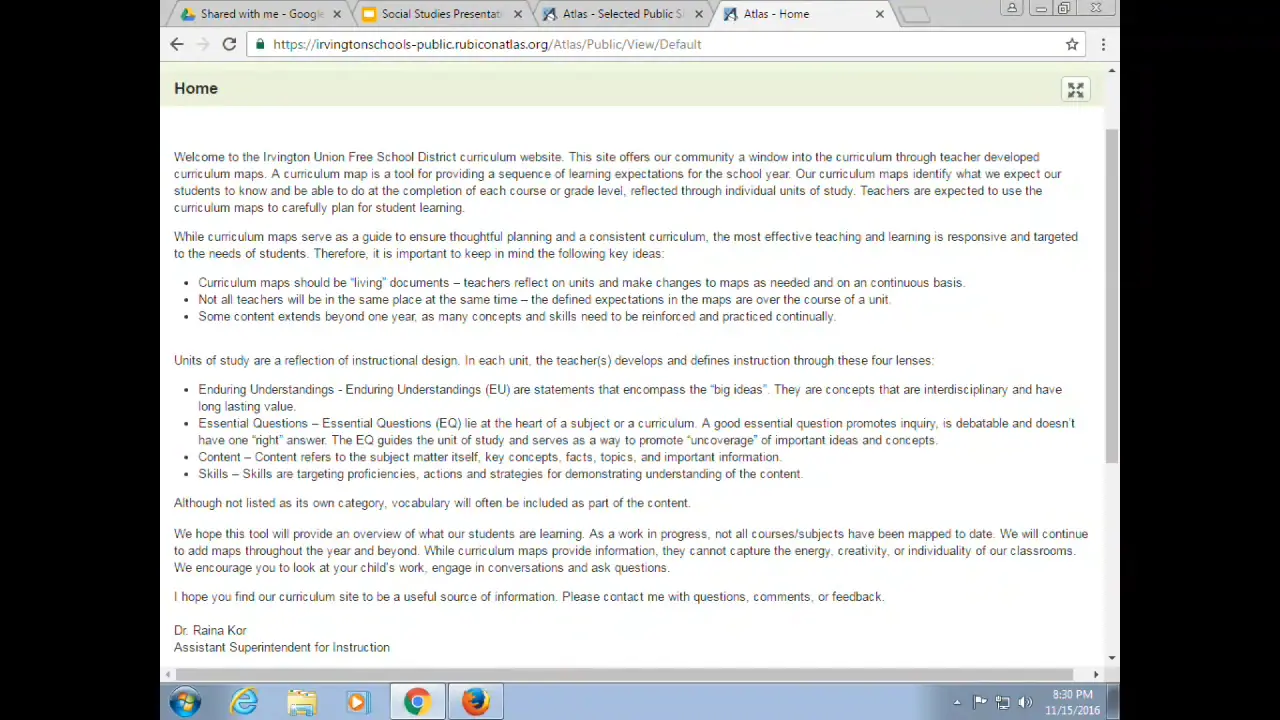 Shared with me - Google
Social Studies Presentati
Atlas - Selected Public S
Atlas - Home
https://irvingtonschools-public.rubiconatlas.org/Atlas/Public/View/Default
Home
Welcome to the Irvington Union Free School District curriculum website. This site offers our community a window into the curriculum through teacher developed
curriculum maps. A curriculum map is a tool for providing a sequence of learning expectations for the school year. Our curriculum maps identify what we expect our
students to know and be able to do at the completion of each course or grade level, reflected through individual units of study. Teachers are expected to use the
curriculum maps to carefully plan for student learning.
While curriculum maps serve as a guide to ensure thoughtful planning and a consistent curriculum, the most effective teaching and learning is responsive and targeted
to the needs of students. Therefore, it is important to keep in mind the following key ideas:
• Curriculum maps should be “living” documents – teachers reflect on units and make changes to maps as needed and on an continuous basis.
• Not all teachers will be in the same place at the same time – the defined expectations in the maps are over the course of a unit.
• Some content extends beyond one year, as many concepts and skills need to be reinforced and practiced continually.
Units of study are a reflection of instructional design. In each unit, the teacher(s) develops and defines instruction through these four lenses:
• Enduring Understandings - Enduring Understandings (EU) are statements that encompass the “big ideas”. They are concepts that are interdisciplinary and have
long lasting value.
• Essential Questions – Essential Questions (EQ) lie at the heart of a subject or a curriculum. A good essential question promotes inquiry, is debatable and doesn’t
have one “right” answer. The EQ guides the unit of study and serves as a way to promote “uncoverage” of important ideas and concepts.
• Content – Content refers to the subject matter itself, key concepts, facts, topics, and important information.
• Skills – Skills are targeting proficiencies, actions and strategies for demonstrating understanding of the content.
Although not listed as its own category, vocabulary will often be included as part of the content.
We hope this tool will provide an overview of what our students are learning. As a work in progress, not all courses/subjects have been mapped to date. We will continue
to add maps throughout the year and beyond. While curriculum maps provide information, they cannot capture the energy, creativity, or individuality of our classrooms.
We encourage you to look at your child's work, engage in conversations and ask questions.
I hope you find our curriculum site to be a useful source of information. Please contact me with questions, comments, or feedback.
Dr. Raina Kor
Assistant Superintendent for Instruction
8:30 PM
11/15/2016